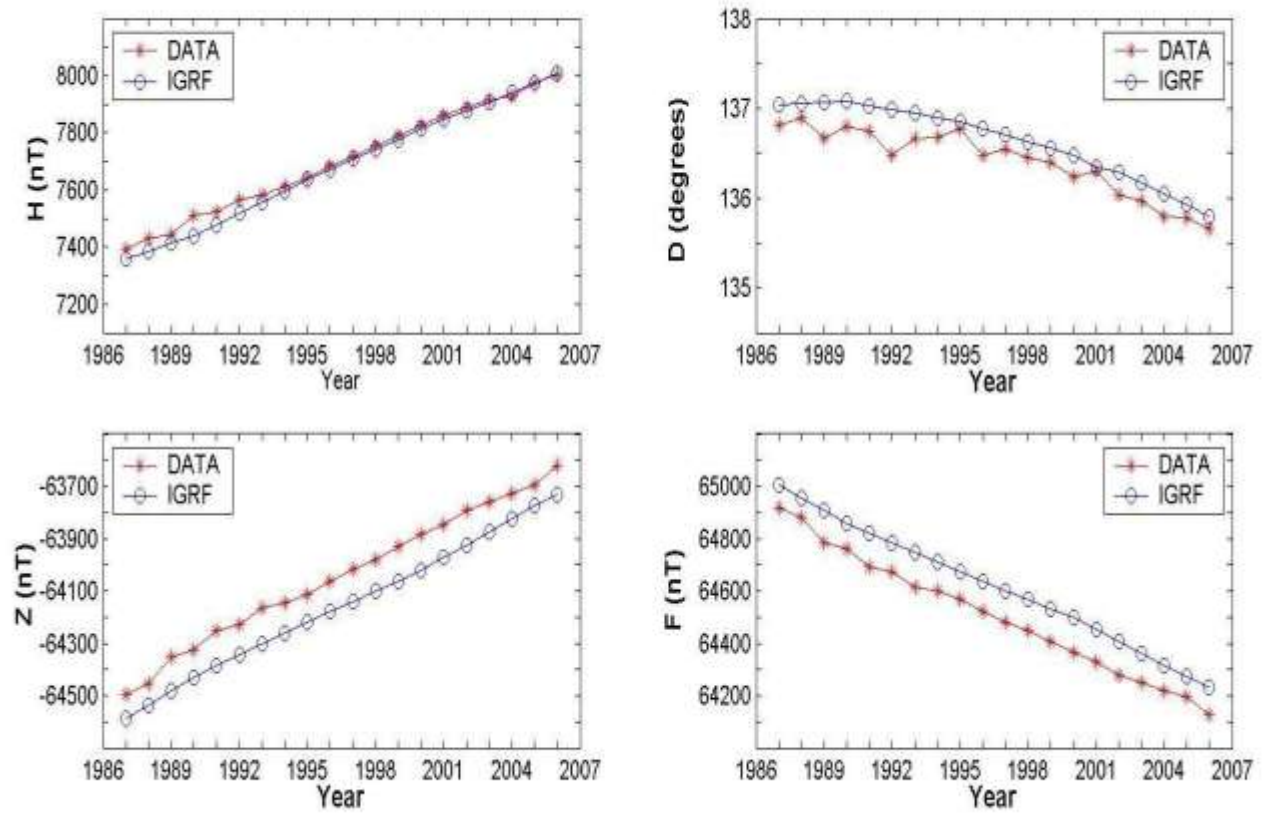 DATA
IGRF
H (nT)
8000
7800
7600
7400
7200
1986 1989 1992 1995 1998 2001 2004 2007
Year
DATA
IGRF
D (degrees)
138
137
136
135
1986 1989 1992 1995 1998 2001 2004 2007
Year
DATA
IGRF
Z (nT)
-63700
-63900
-64100
-64300
-64500
1986 1989 1992 1995 1998 2001 2004 2007
Year
DATA
IGRF
F (nT)
65000
64800
64600
64400
64200
1986 1989 1992 1995 1998 2001 2004 2007
Year